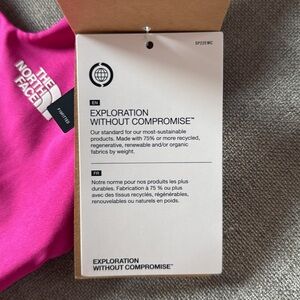 SP22EMC
EN
EXPLORATION
WITHOUT COMPROMISE™
Our standard for our most-sustainable
products. Made with 75% or more recycled,
regenerative, renewable and/or organic
fabrics by weight.
FR
Notre norme pour nos produits les plus
durables. Fabrication à 75 % ou plus
avec des tissus recyclés, régénérables,
renouvelables ou naturels en poids.
EXPLORATION
WITHOUT COMPROMISE™
THE
NORTH
FACE
FINISTED